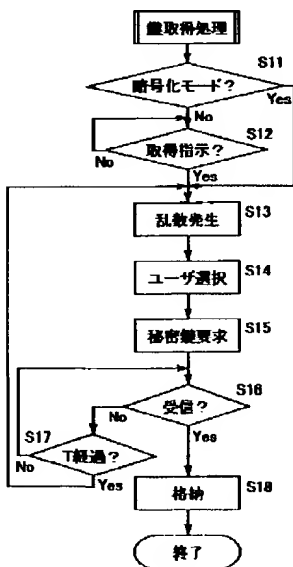 鍵取得処理
S11
暗号化モード？
Yes
No
S12
取得指示？
No
Yes
S13
乱数発生
S14
ユーザ選択
S15
秘密鍵要求
S16
受信？
No
Yes
S17
T経過？
No
Yes
S18
格納
終了